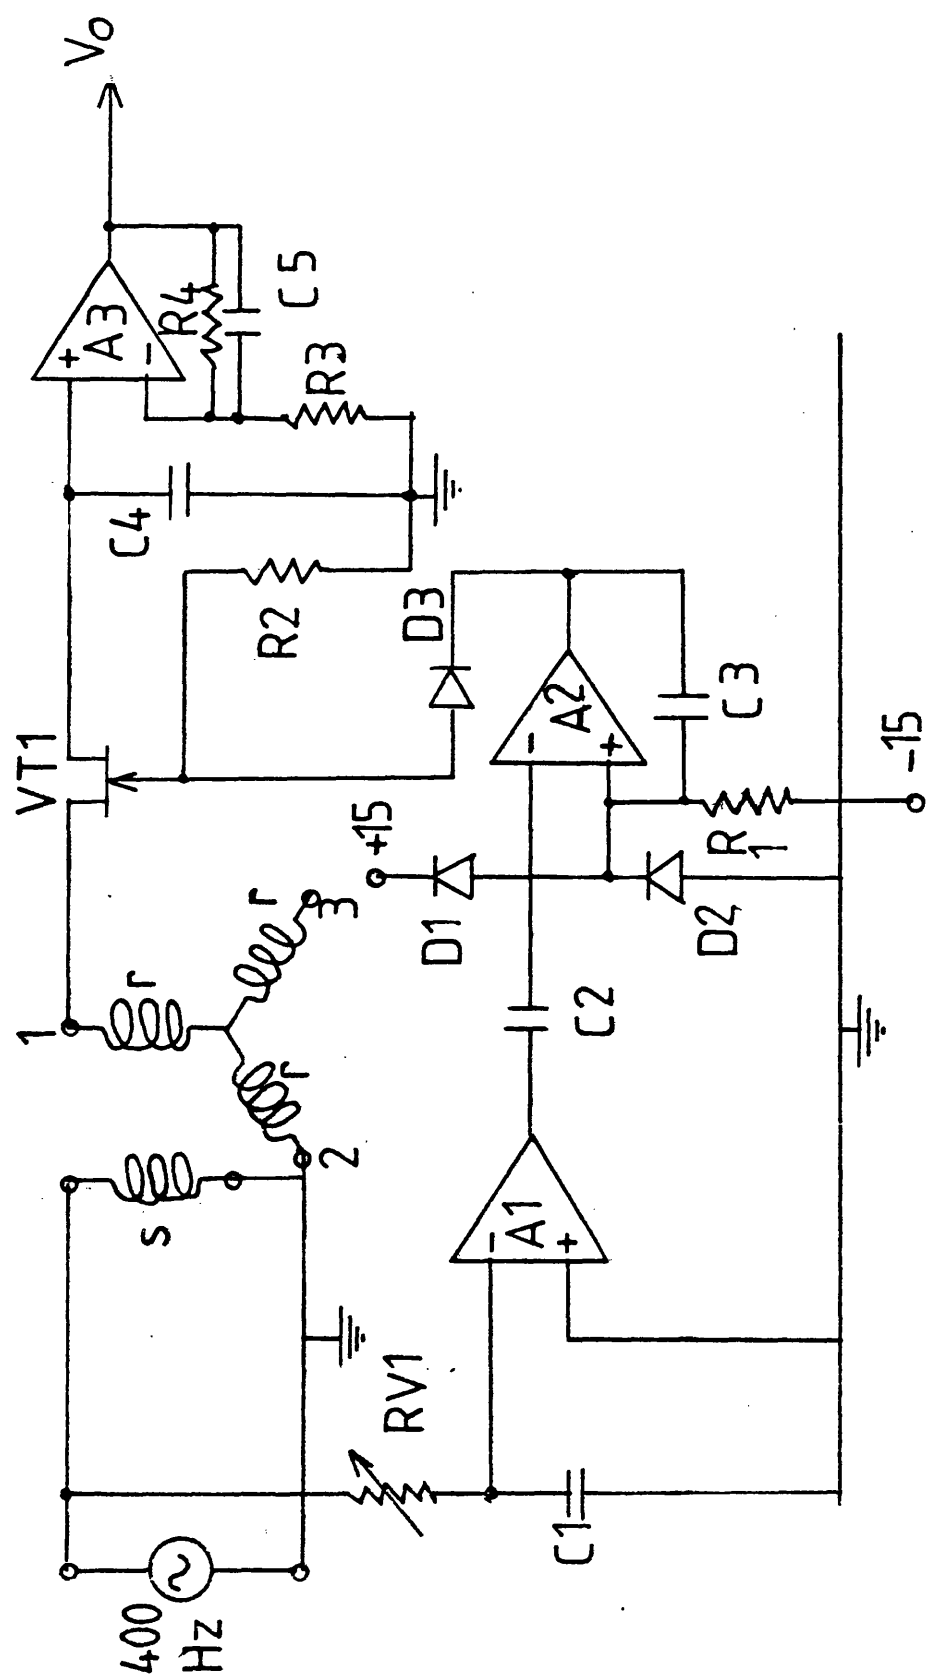 400
Hz
s
1
r
r
2
r
3
VT1
R2
C4
+
A3
−
R4
C5
R3
Vo
RV1
C1
−
A1
+
C2
+15
D1
D2
R1
−15
−
A2
+
C3
D3